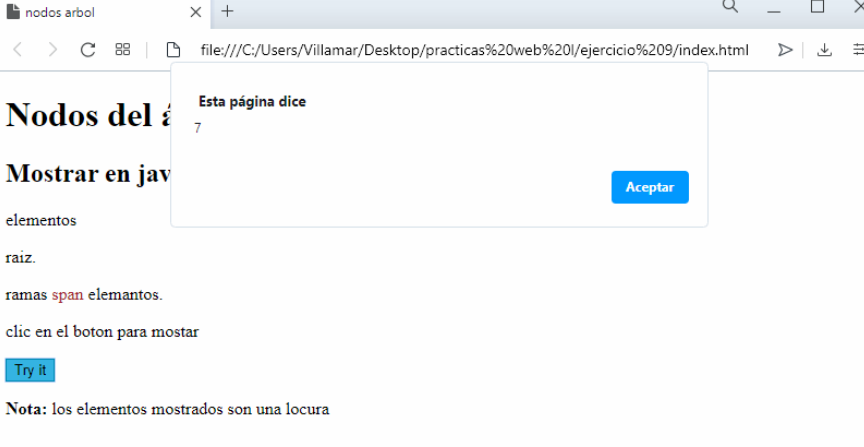 nodos arbol
file:///C:/Users/Villamar/Desktop/practicas%20web%20I/ejercicio%209/index.html
Esta página dice
7
Aceptar
Nodos del á
Mostrar en jav
elementos
raiz.
ramas span elemantos.
clic en el boton para mostar
Try it
Nota: los elementos mostrados son una locura